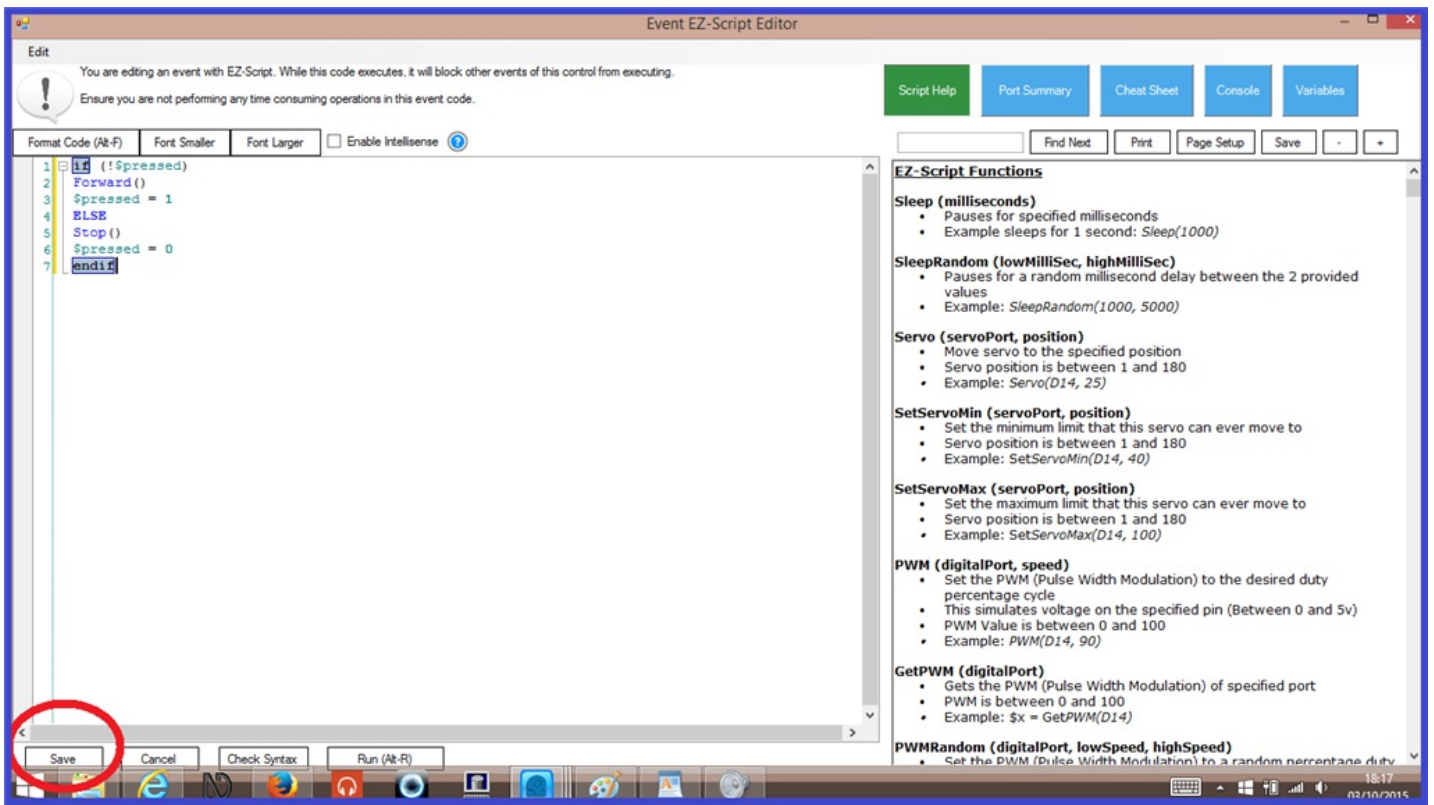 Event EZ-Script Editor
Edit
You are editing an event with EZ-Script. While this code executes, it will block other events of this control from executing.
Ensure you are not performing any time consuming operations in this event code.
Script Help Port Summary Cheat Sheet Console Variables
Format Code (Alt-F) Font Smaller Font Larger Enable Intellisense ?
Find Next Print Page Setup Save - +
1 if (!$pressed)
2 Forward()
3 $pressed = 1
4 ELSE
5 Stop()
6 $pressed = 0
7 endif
EZ-Script Functions
Sleep (milliseconds)
• Pauses for specified milliseconds
• Example sleeps for 1 second: Sleep(1000)
SleepRandom (lowMilliSec, highMilliSec)
• Pauses for a random millisecond delay between the 2 provided
values
• Example: SleepRandom(1000, 5000)
Servo (servoPort, position)
• Move servo to the specified position
• Servo position is between 1 and 180
• Example: Servo(D14, 25)
SetServoMin (servoPort, position)
• Set the minimum limit that this servo can ever move to
• Servo position is between 1 and 180
• Example: SetServoMin(D14, 40)
SetServoMax (servoPort, position)
• Set the maximum limit that this servo can ever move to
• Servo position is between 1 and 180
• Example: SetServoMax(D14, 100)
PWM (digitalPort, speed)
• Set the PWM (Pulse Width Modulation) to the desired duty
percentage cycle
• This simulates voltage on the specified pin (Between 0 and 5v)
• PWM Value is between 0 and 100
• Example: PWM(D14, 90)
GetPWM (digitalPort)
• Gets the PWM (Pulse Width Modulation) of specified port
• PWM is between 0 and 100
• Example: $x = GetPWM(D14)
PWMRandom (digitalPort, lowSpeed, highSpeed)
• Set the PWM (Pulse Width Modulation) to a random percentage duty
Save Cancel Check Syntax Run (Alt-R)
18:17
03/10/2015